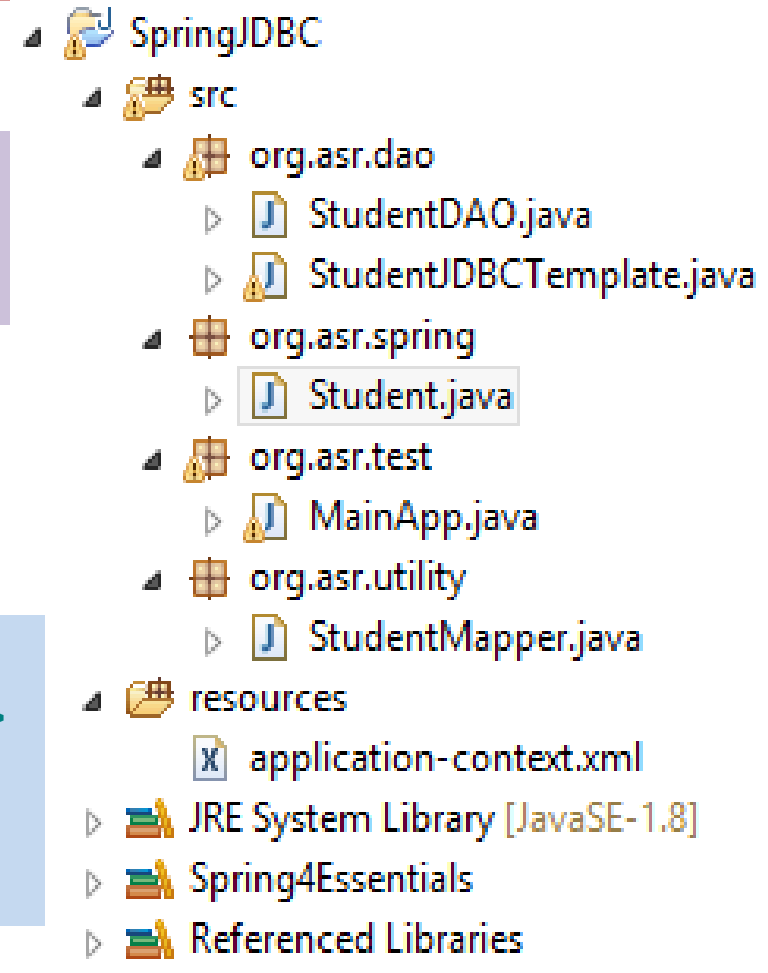 SpringJDBC
src
org.asr.dao
StudentDAO.java
StudentJDBCTemplate.java
org.asr.spring
Student.java
org.asr.test
MainApp.java
org.asr.utility
StudentMapper.java
resources
application-context.xml
JRE System Library [JavaSE-1.8]
Spring4Essentials
Referenced Libraries